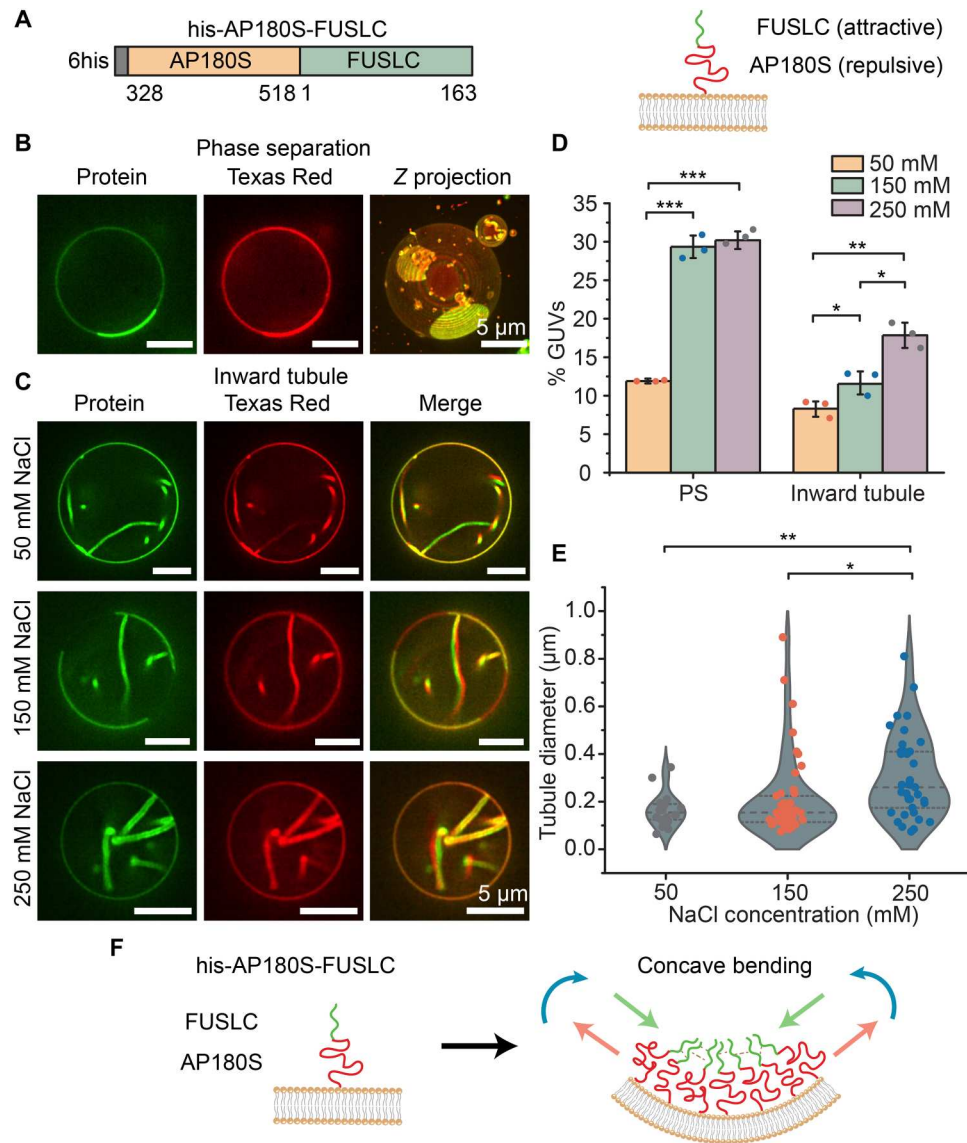 A
his-AP180S-FUSLC
6his
AP180S
FUSLC
328
518
1
163
FUSLC (attractive)
AP180S (repulsive)
B
Phase separation
Protein
Texas Red
Z projection
5 μm
C
Inward tubule
Protein
Texas Red
Merge
50 mM NaCl
150 mM NaCl
250 mM NaCl
5 μm
D
50 mM
150 mM
250 mM
***
***
**
*
*
% GUVs
35
30
25
20
15
10
5
0
PS
Inward tubule
E
**
*
Tubule diameter (μm)
1.0
0.8
0.6
0.4
0.2
0.0
50
150
250
NaCl concentration (mM)
F
his-AP180S-FUSLC
FUSLC
AP180S
Concave bending